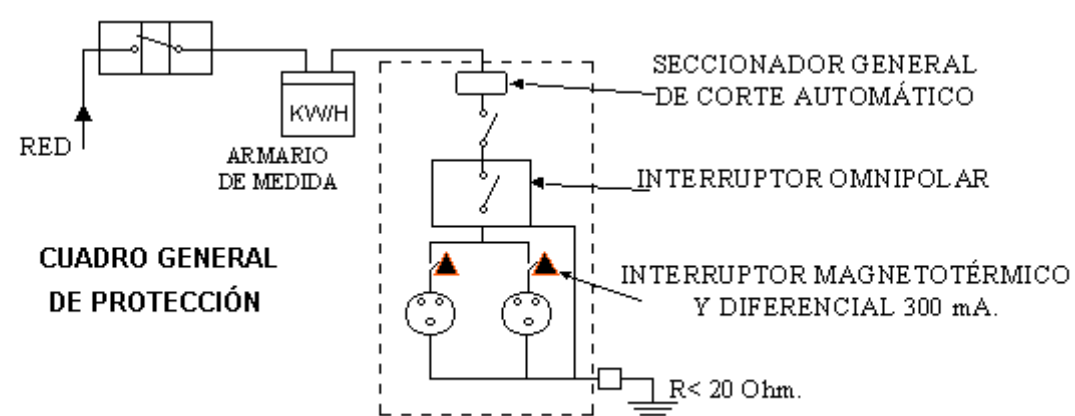 SECCIONADOR GENERAL
DE CORTE AUTOMÁTICO
KW/H
RED
ARMARIO
DE MEDIDA
INTERRUPTOR OMNIPOLAR
CUADRO GENERAL
DE PROTECCIÓN
INTERRUPTOR MAGNETOTÉRMICO
Y DIFERENCIAL 300 mA.
R< 20 Ohm.